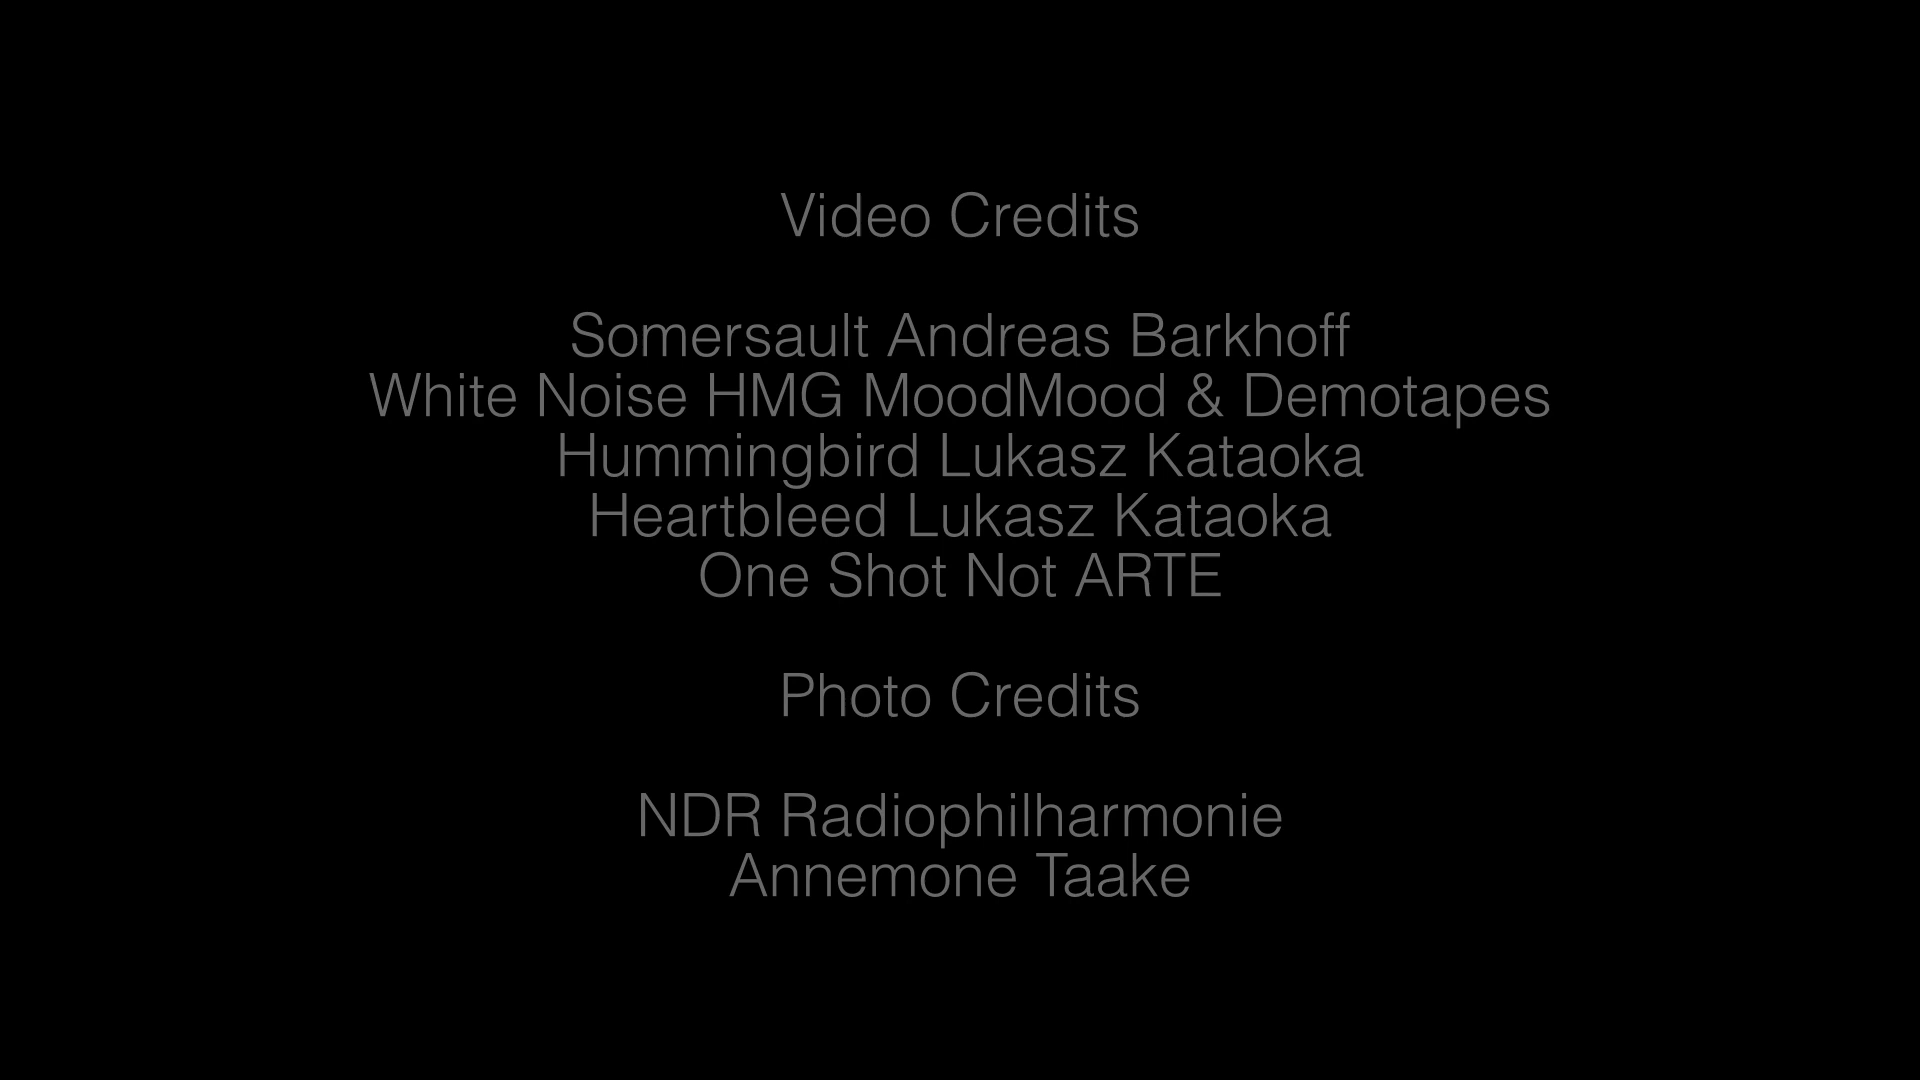 Video Credits
Somersault Andreas Barkhoff
White Noise HMG MoodMood & Demotapes
Hummingbird Lukasz Kataoka
Heartbleed Lukasz Kataoka
One Shot Not ARTE
Photo Credits
NDR Radiophilharmonie
Annemone Taake